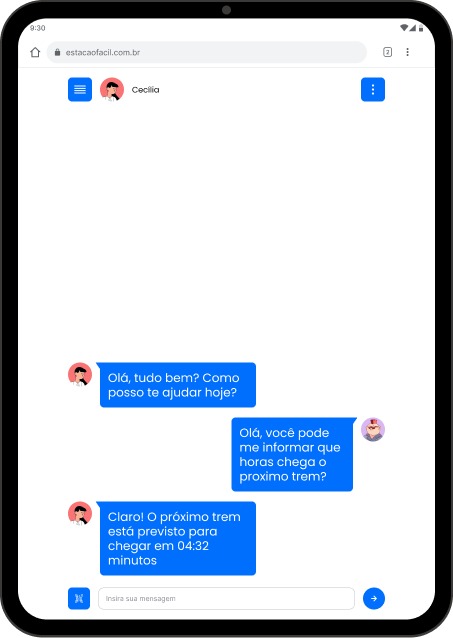 9:30
estacaofacil.com.br
2
Cecilia
Olá, tudo bem? Como
posso te ajudar hoje?
Olá, você pode
me informar que
horas chega o
proximo trem?
Claro! O próximo trem
está previsto para
chegar em 04:32
minutos
Insira sua mensagem